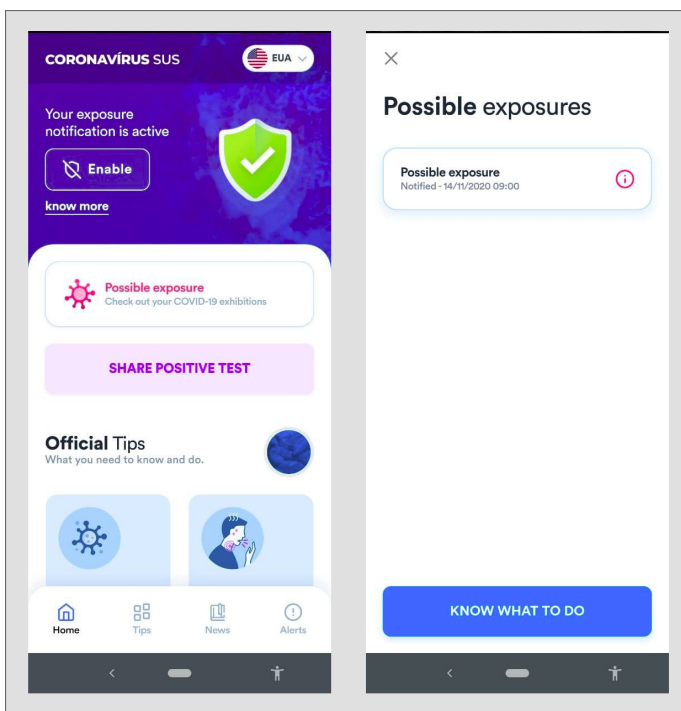 CORONAVÍRUS SUS
EUA
Your exposure
notification is active
Enable
know more
Possible exposure
Check out your COVID-19 exhibitions
SHARE POSITIVE TEST
Official Tips
What you need to know and do.
Home
Tips
News
Alerts
Possible exposures
Possible exposure
Notified - 14/11/2020 09:00
KNOW WHAT TO DO